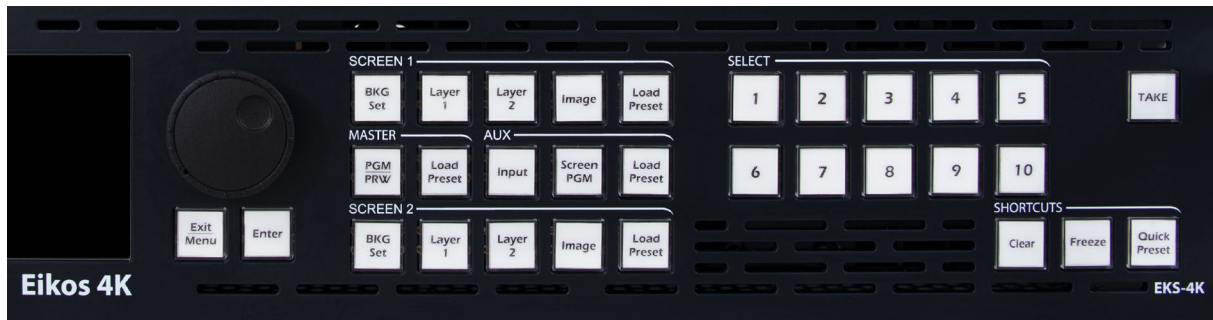 SCREEN 1
BKG
Set
Layer
1
Layer
2
Image
Load
Preset
SELECT
1 2 3 4 5
TAKE
MASTER
PGM
PRW
Load
Preset
AUX
Input
Screen
PGM
Load
Preset
6 7 8 9 10
Exit
Menu
Enter
SCREEN 2
BKG
Set
Layer
1
Layer
2
Image
Load
Preset
SHORTCUTS
Clear
Freeze
Quick
Preset
Eikos 4K
EKS-4K